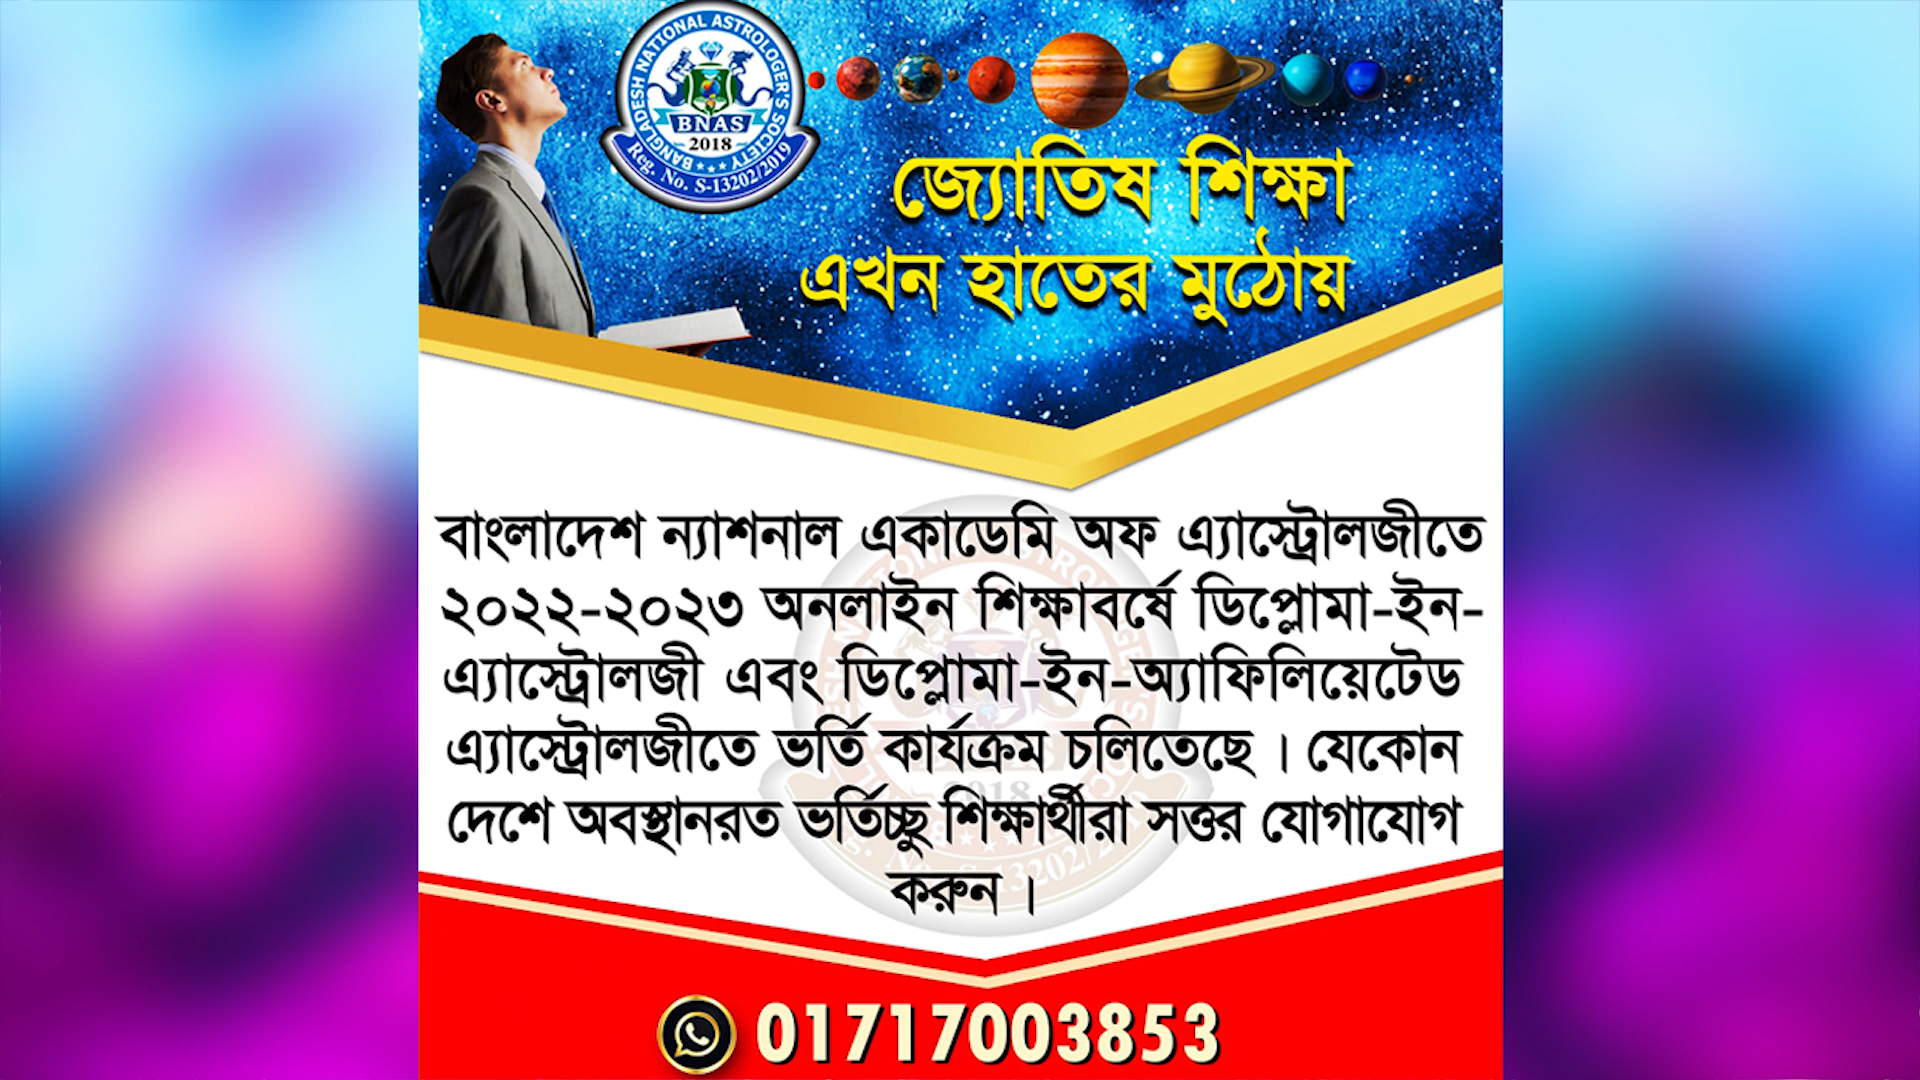 BANGLADESH NATIONAL ASTROLOGER'S SOCIETY
BNAS
2018
Reg. No. S-13202/2019
জ্যোতিষ শিক্ষা
এখন হাতের মুঠোয়
বাংলাদেশ ন্যাশনাল একাডেমি অফ এ্যাস্ট্রোলজীতে
২০২২-২০২৩ অনলাইন শিক্ষাবর্ষে ডিপ্লোমা-ইন-
এ্যাস্ট্রোলজী এবং ডিপ্লোমা-ইন-অ্যাফিলিয়েটেড
এ্যাস্ট্রোলজীতে ভর্তি কার্যক্রম চলিতেছে । যেকোন
দেশে অবস্থানরত ভর্তিচ্ছু শিক্ষার্থীরা সত্তর যোগাযোগ
করুন ।
01717003853